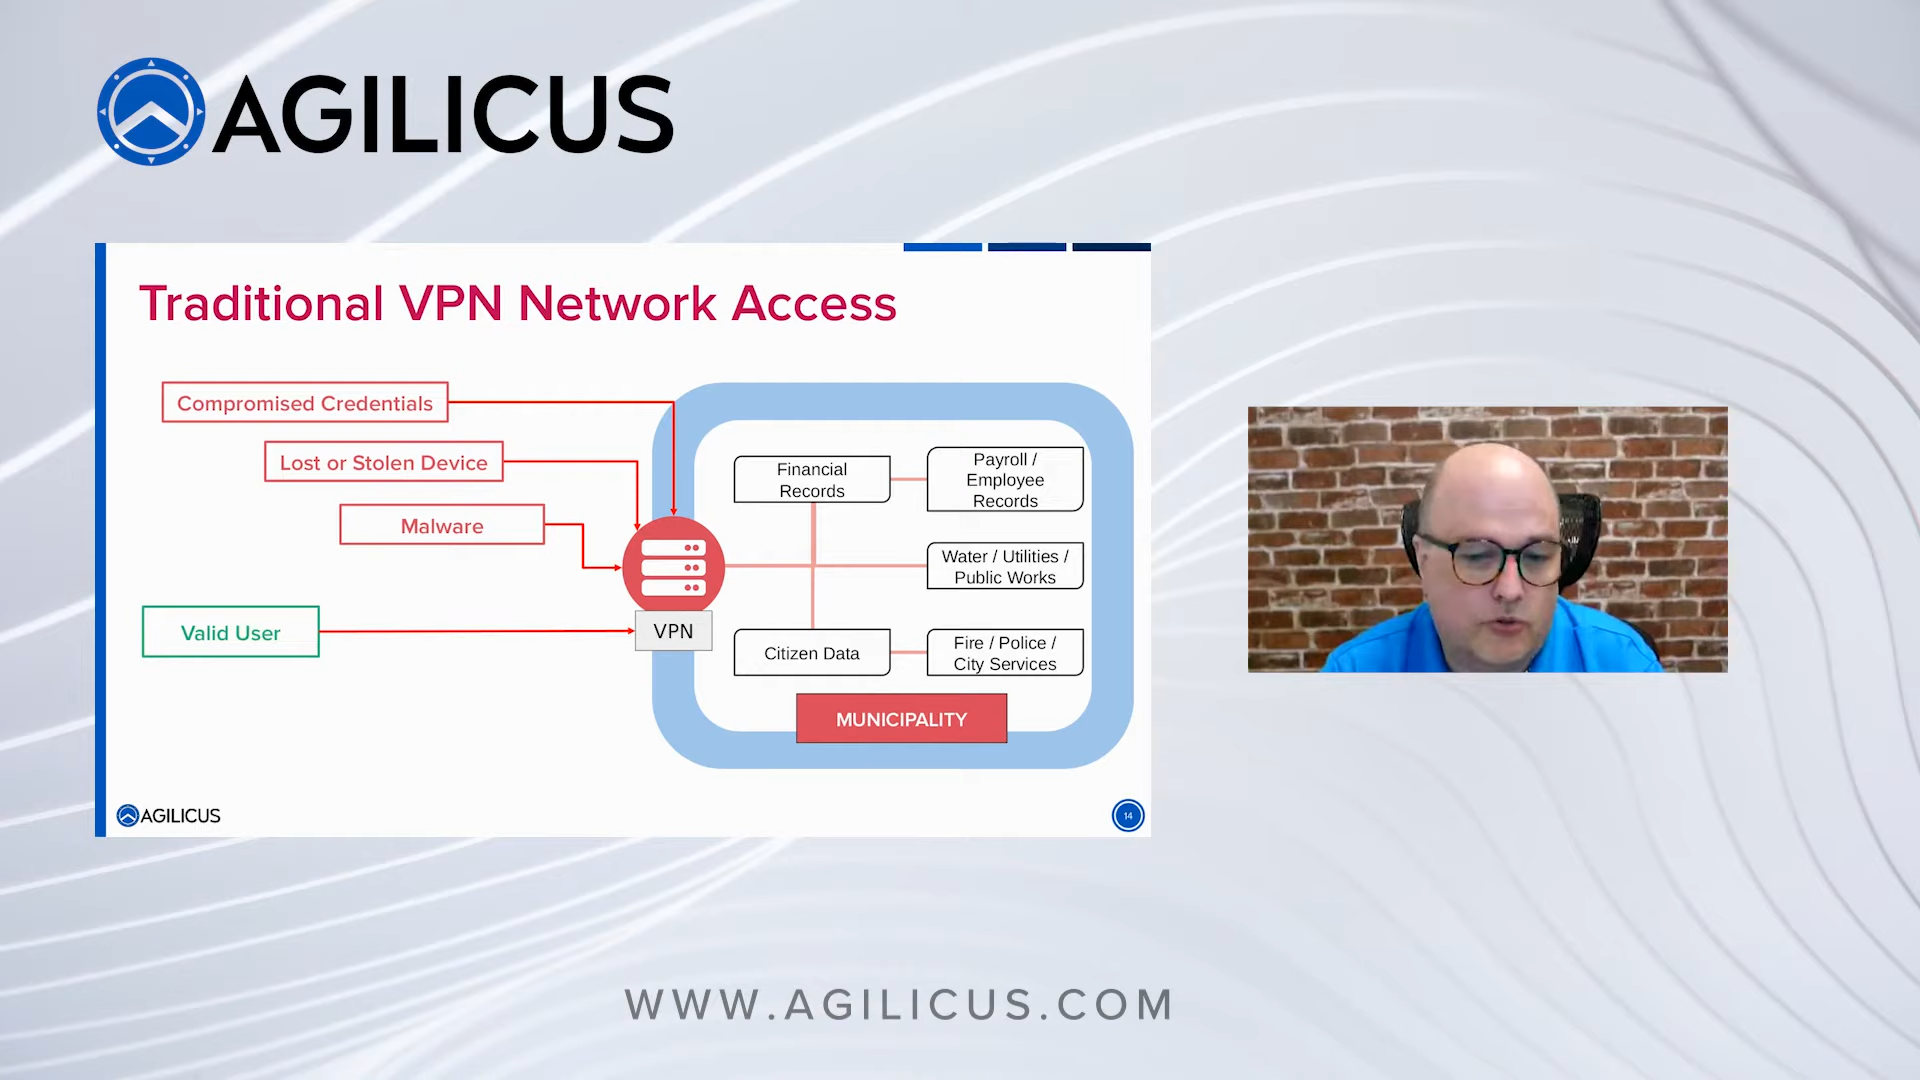 AGILICUS
Traditional VPN Network Access
Compromised Credentials
Lost or Stolen Device
Malware
Valid User
VPN
Financial
Records
Payroll /
Employee
Records
Water / Utilities /
Public Works
Citizen Data
Fire / Police /
City Services
MUNICIPALITY
AGILICUS
14
WWW.AGILICUS.COM